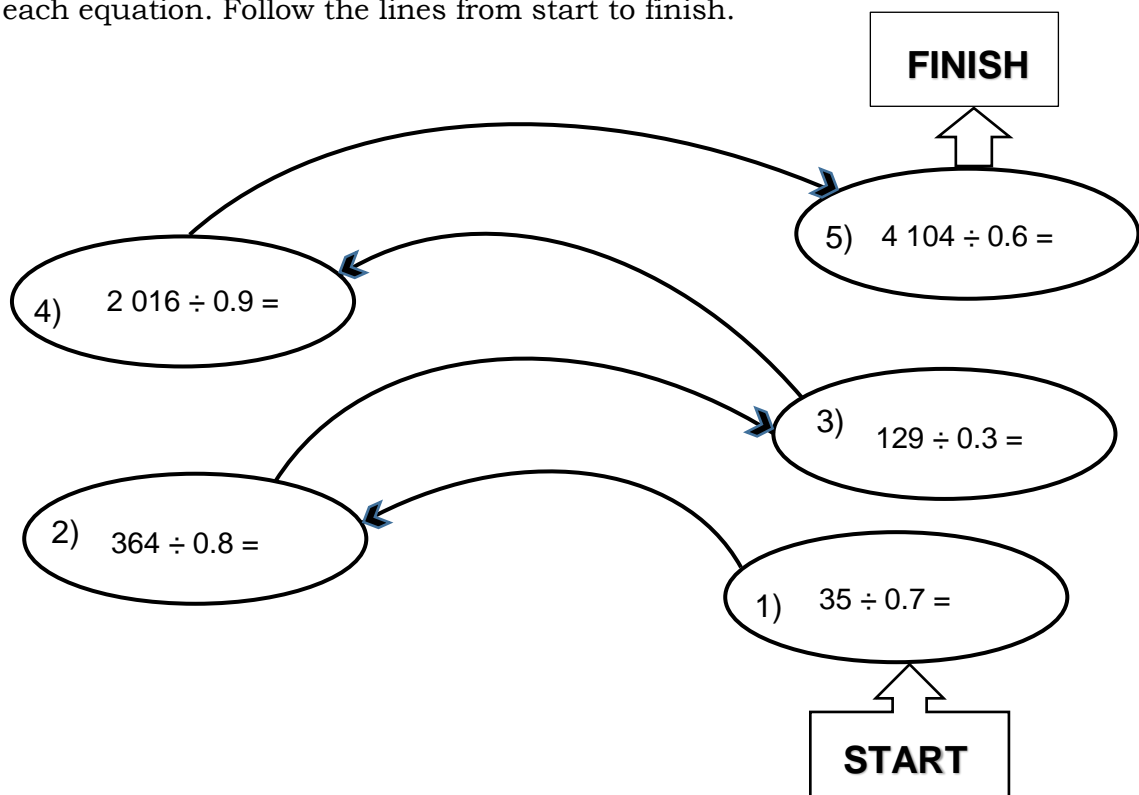 each equation. Follow the lines from start to finish.
FINISH
5) 4 104 ÷ 0.6 =
4) 2 016 ÷ 0.9 =
3) 129 ÷ 0.3 =
2) 364 ÷ 0.8 =
1) 35 ÷ 0.7 =
START